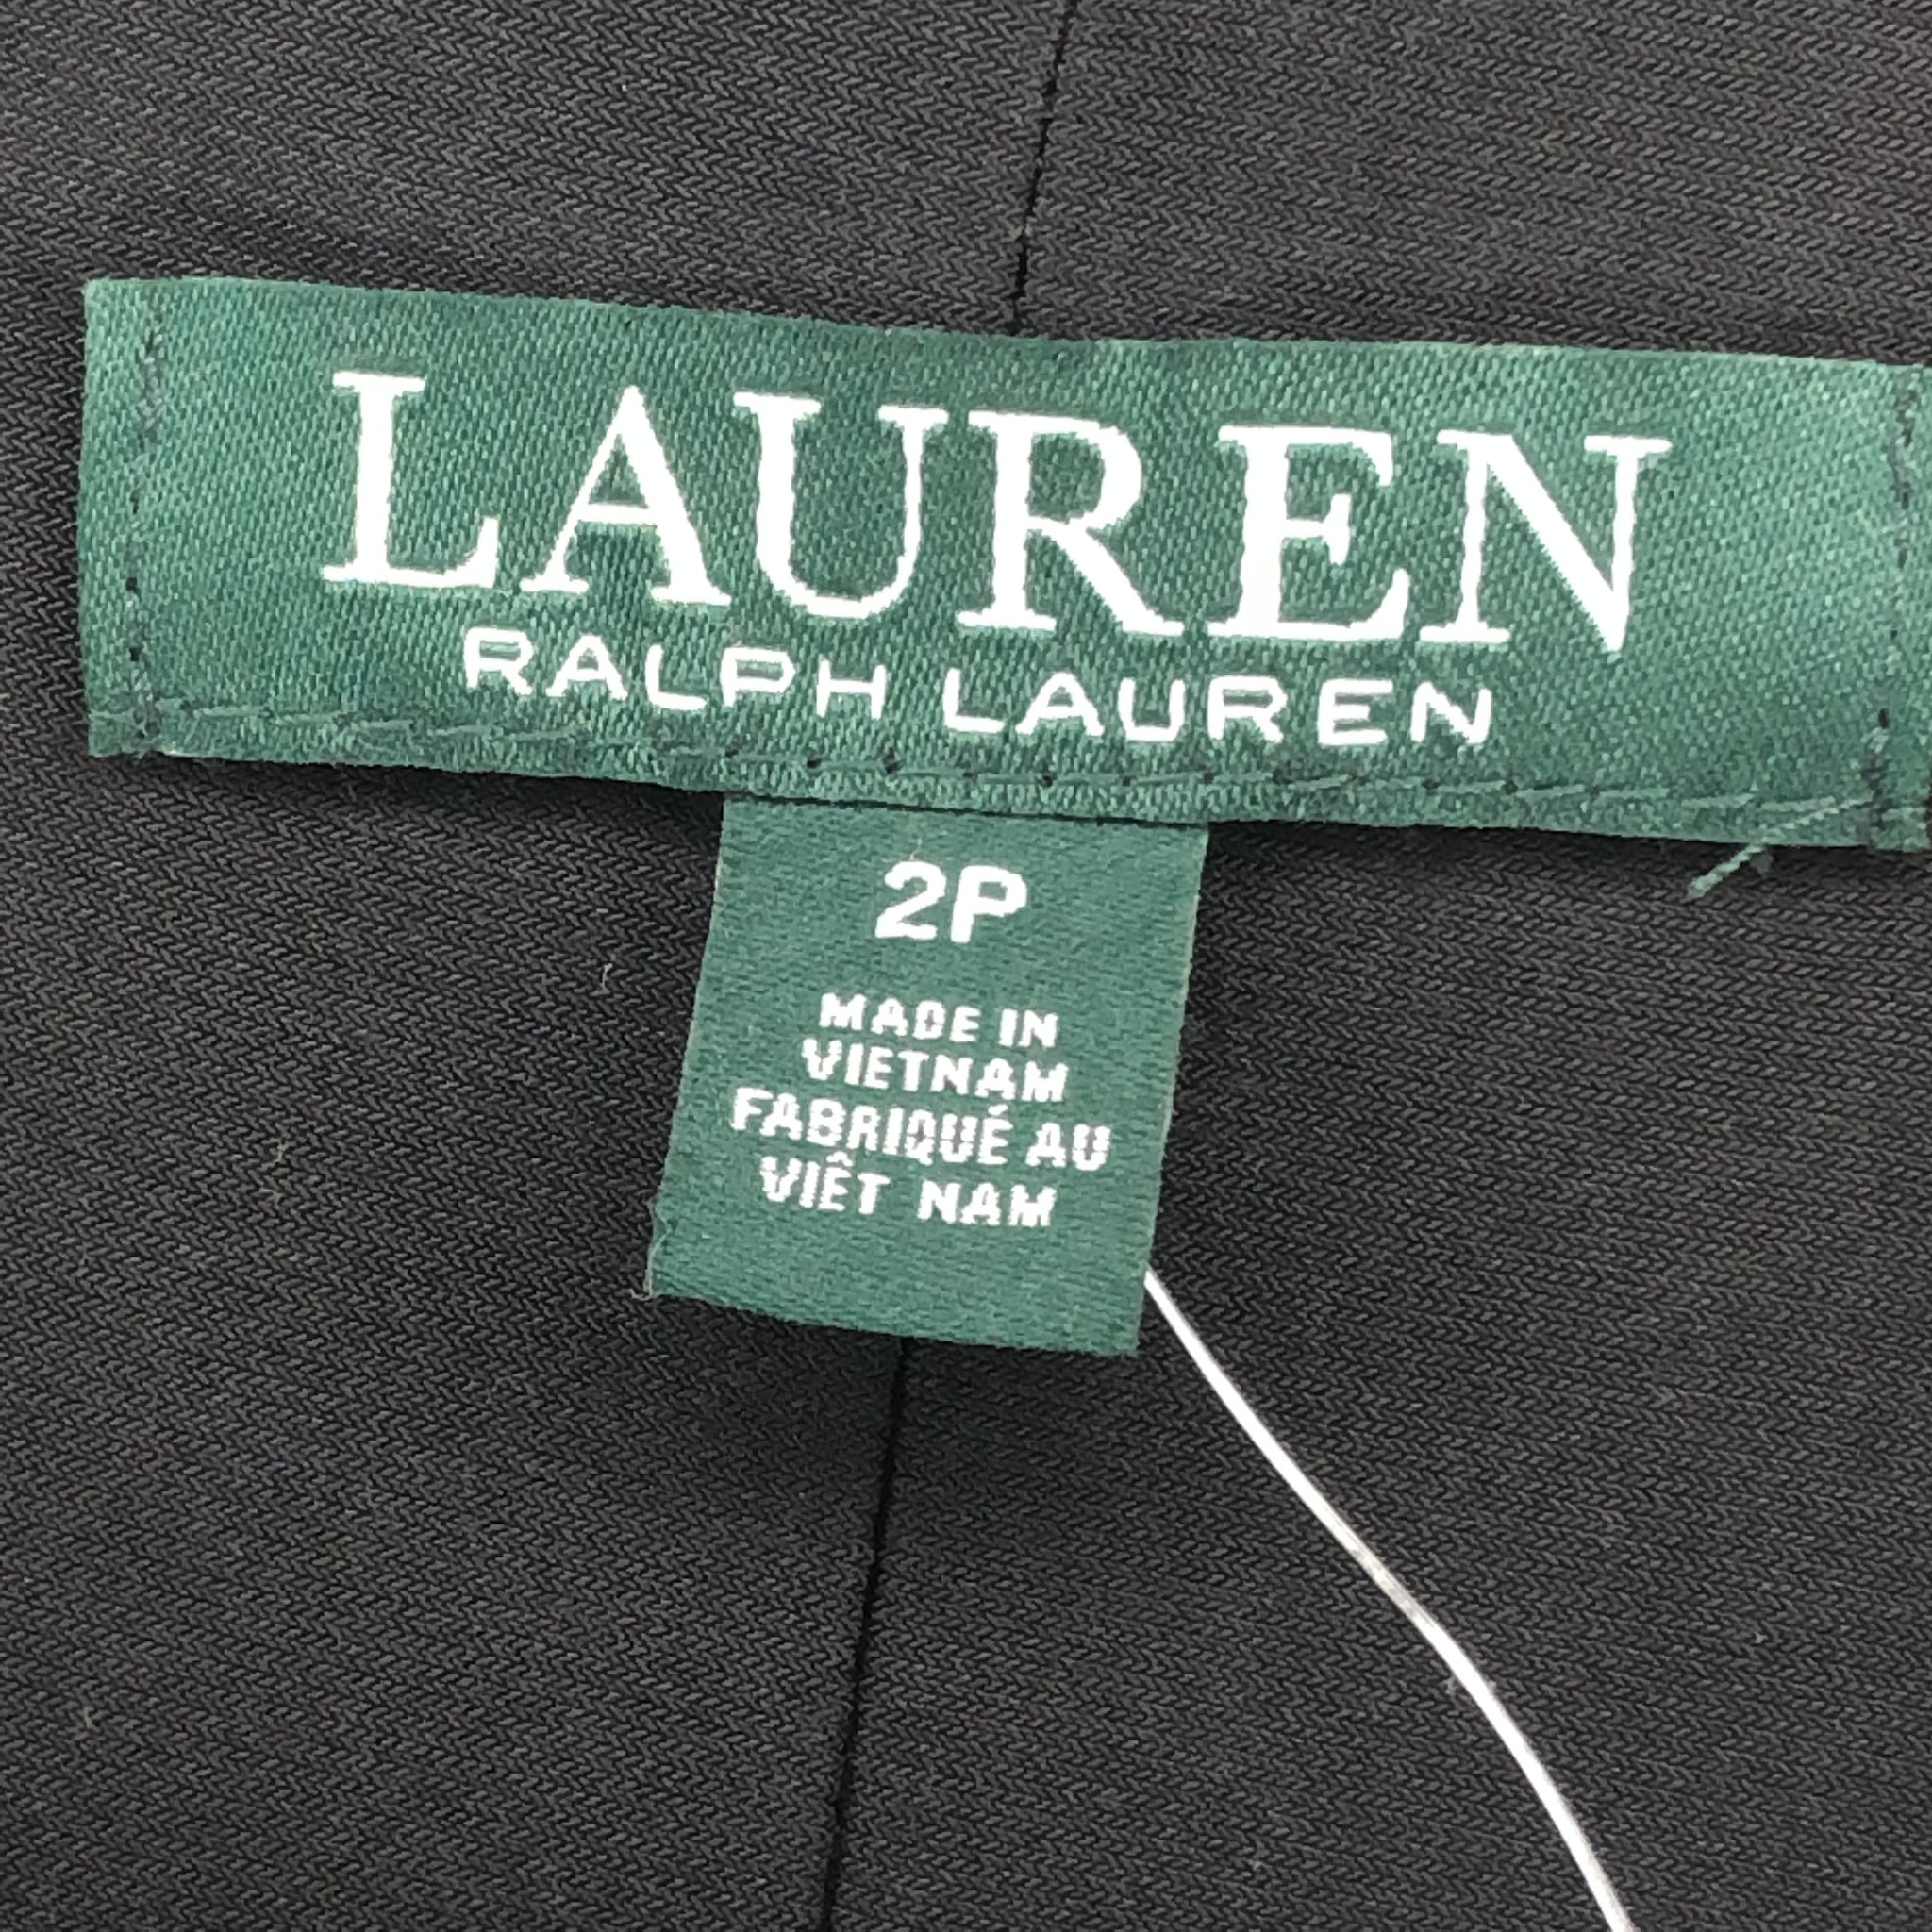 LAUREN
RALPH LAUREN
2P
MADE IN
VIETNAM
FABRIQUÉ AU
VIÊT NAM